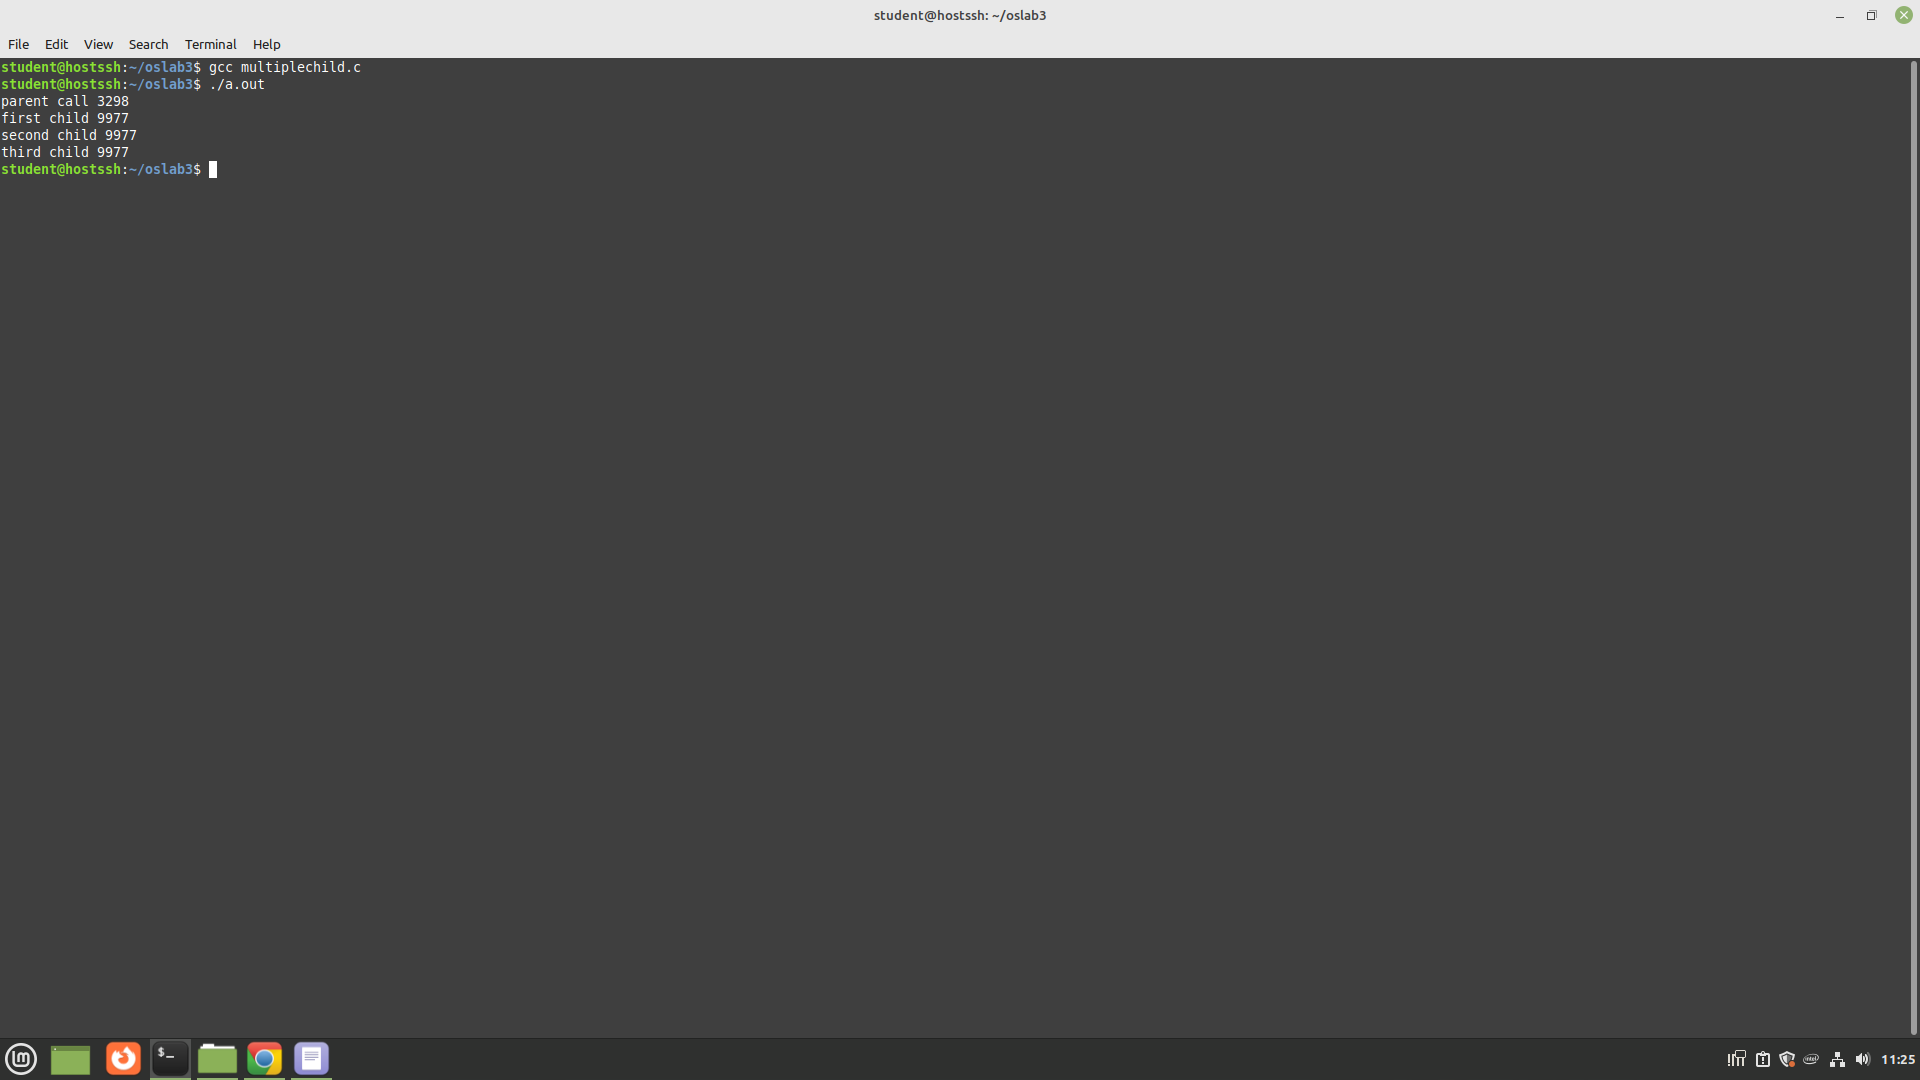 student@hostssh: ~/oslab3
File Edit View Search Terminal Help
student@hostssh:~/oslab3$ gcc multiplechild.c
student@hostssh:~/oslab3$ ./a.out
parent call 3298
first child 9977
second child 9977
third child 9977
student@hostssh:~/oslab3$
11:25